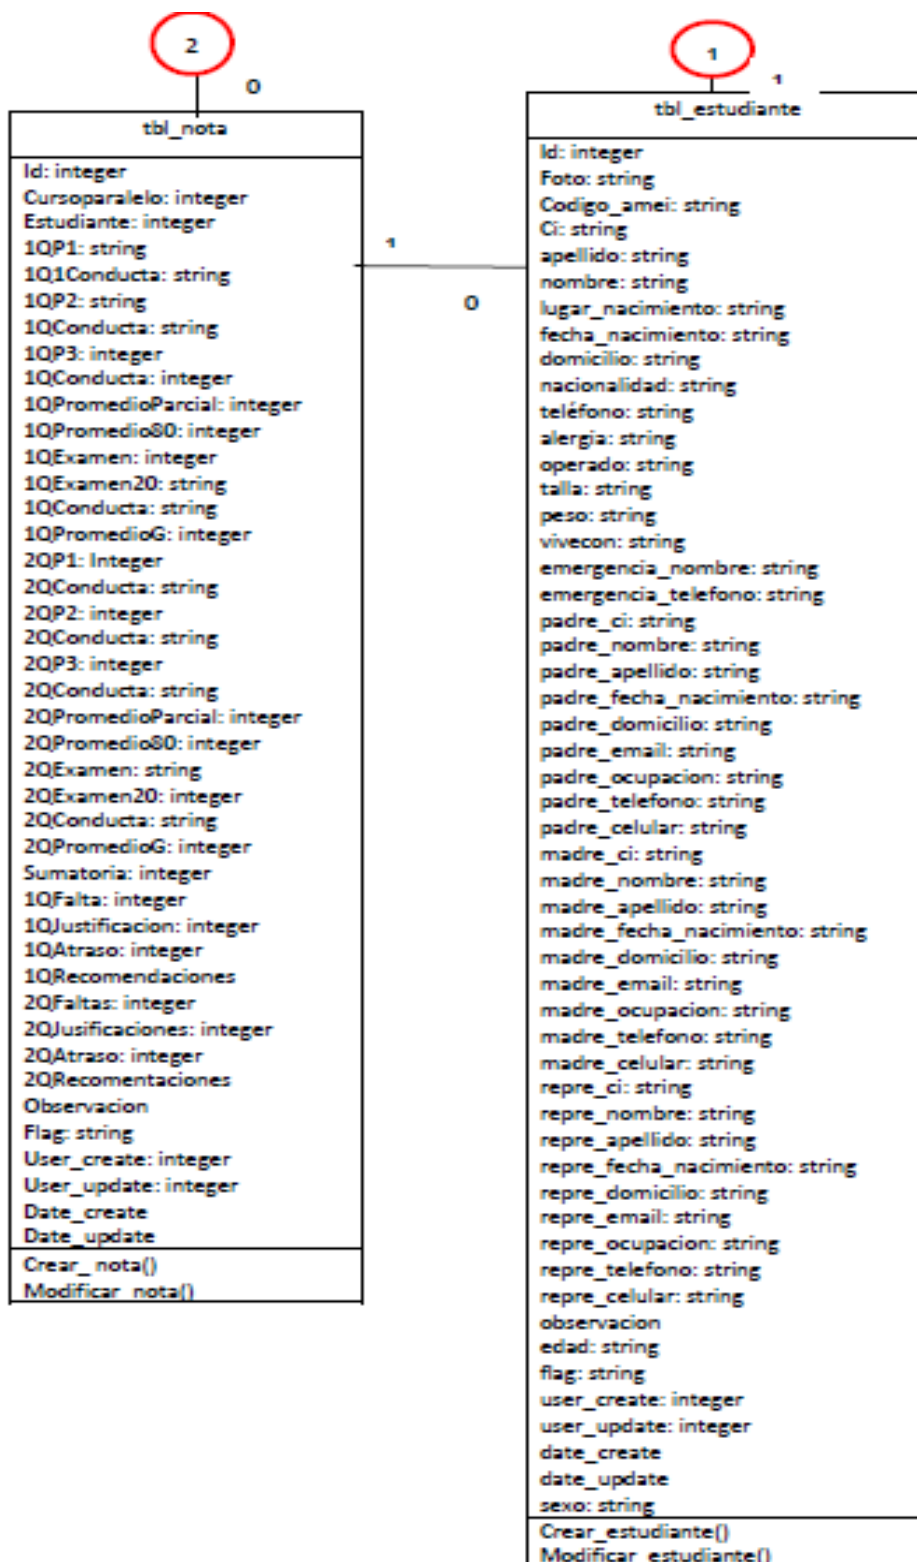 2
0
tbl_nota
Id: integer
Cursoparalelo: integer
Estudiante: integer
1QP1: string
1Q1Conducta: string
1QP2: string
1QConducta: string
1QP3: integer
1QConducta: integer
1QPromedioParcial: integer
1QPromedio80: integer
1QExamen: integer
1QExamen20: string
1QConducta: string
1QPromedioG: integer
2QP1: Integer
2QConducta: string
2QP2: integer
2QConducta: string
2QP3: integer
2QConducta: string
2QPromedioParcial: integer
2QPromedio80: integer
2QExamen: string
2QExamen20: integer
2QConducta: string
2QPromedioG: integer
Sumatoria: integer
1QFalta: integer
1QJustificacion: integer
1QAtraso: integer
1QRecomendaciones
2QFaltas: integer
2QJusificaciones: integer
2QAtraso: integer
2QRecomentaciones
Observacion
Flag: string
User_create: integer
User_update: integer
Date_create
Date_update
Crear_ nota()
Modificar_nota()
1
0
1
1
tbl_estudiante
Id: integer
Foto: string
Codigo_amei: string
Ci: string
apellido: string
nombre: string
lugar_nacimiento: string
fecha_nacimiento: string
domicilio: string
nacionalidad: string
teléfono: string
alergia: string
operado: string
talla: string
peso: string
vivecon: string
emergencia_nombre: string
emergencia_telefono: string
padre_ci: string
padre_nombre: string
padre_apellido: string
padre_fecha_nacimiento: string
padre_domicilio: string
padre_email: string
padre_ocupacion: string
padre_telefono: string
padre_celular: string
madre_ci: string
madre_nombre: string
madre_apellido: string
madre_fecha_nacimiento: string
madre_domicilio: string
madre_email: string
madre_ocupacion: string
madre_telefono: string
madre_celular: string
repre_ci: string
repre_nombre: string
repre_apellido: string
repre_fecha_nacimiento: string
repre_domicilio: string
repre_email: string
repre_ocupacion: string
repre_telefono: string
repre_celular: string
observacion
edad: string
flag: string
user_create: integer
user_update: integer
date_create
date_update
sexo: string
Crear_estudiante()
Modificar_estudiante()